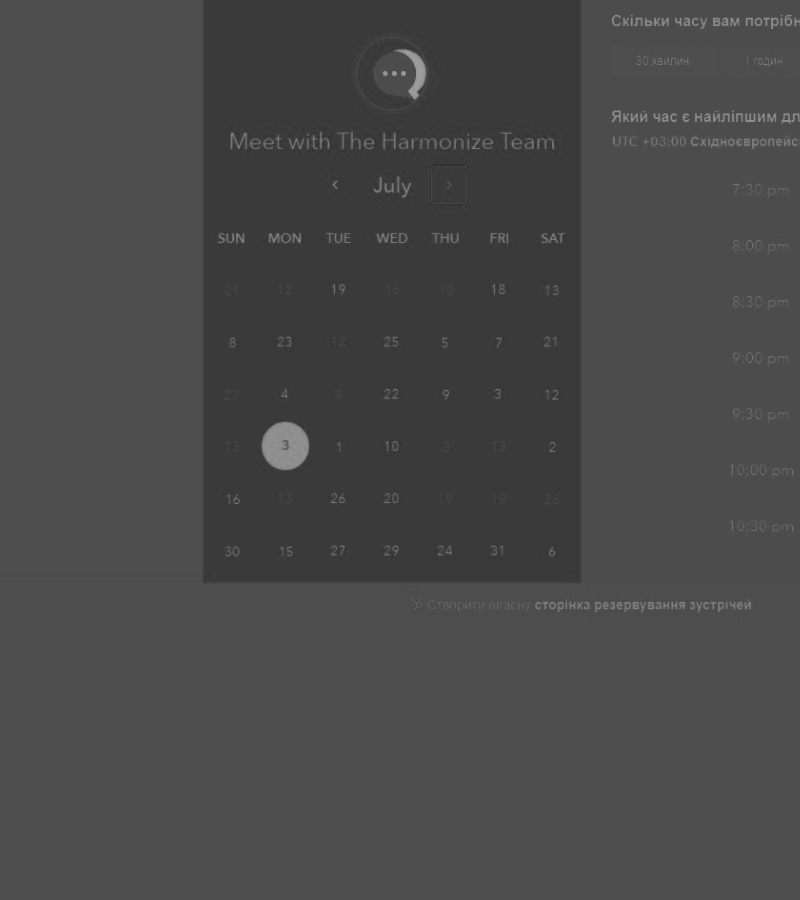 Meet with The Harmonize Team
July
SUN MON TUE WED THU FRI SAT
21 12 19 16 10 18 13
8 23 12 25 5 7 21
27 4 8 22 9 3 12
13 3 1 10 3 13 2
16 13 26 20 19 19 26
30 15 27 29 24 31 6
Скільки часу вам потрібн
30 хвилин 1 годин
Який час є найліпшим дл
UTC +03:00 Східноєвропейс
7:30 pm
8:00 pm
8:30 pm
9:00 pm
9:30 pm
10:00 pm
10:30 pm
Створити власну сторінка резервування зустрічей